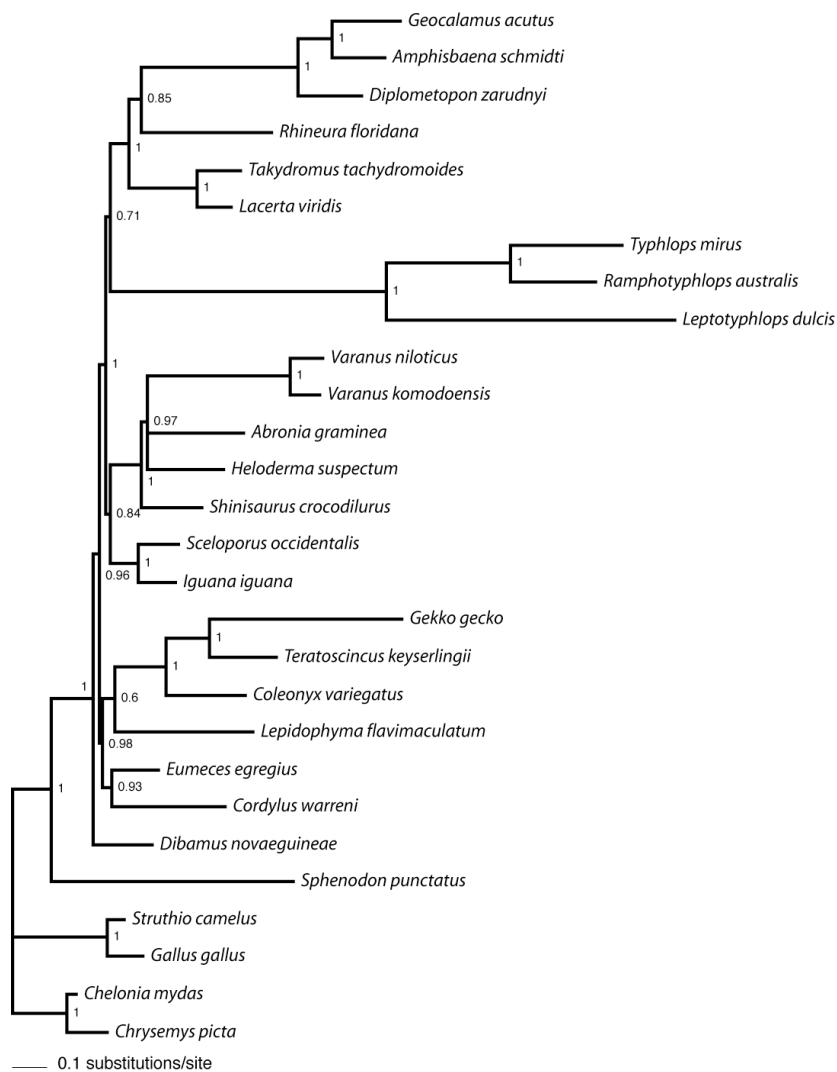 Geocalamus acutus
1
Amphisbaena schmidti
1
Diplometopon zarudnyi
0.85
Rhineura floridana
1
Takydromus tachydromoides
1
Lacerta viridis
0.71
Typhlops mirus
1
Ramphotyphlops australis
1
Leptotyphlops dulcis
Varanus niloticus
1
1
Varanus komodoensis
0.97
Abronia graminea
Heloderma suspectum
1
Shinisaurus crocodilurus
0.84
Sceloporus occidentalis
1
0.96
Iguana iguana
Gekko gecko
1
Teratoscincus keyserlingii
1
Coleonyx variegatus
1
0.6
Lepidophyma flavimaculatum
0.98
Eumeces egregius
0.93
Cordylus warreni
1
Dibamus novaeguineae
Sphenodon punctatus
Struthio camelus
1
Gallus gallus
Chelonia mydas
1
Chrysemys picta
0.1 substitutions/site